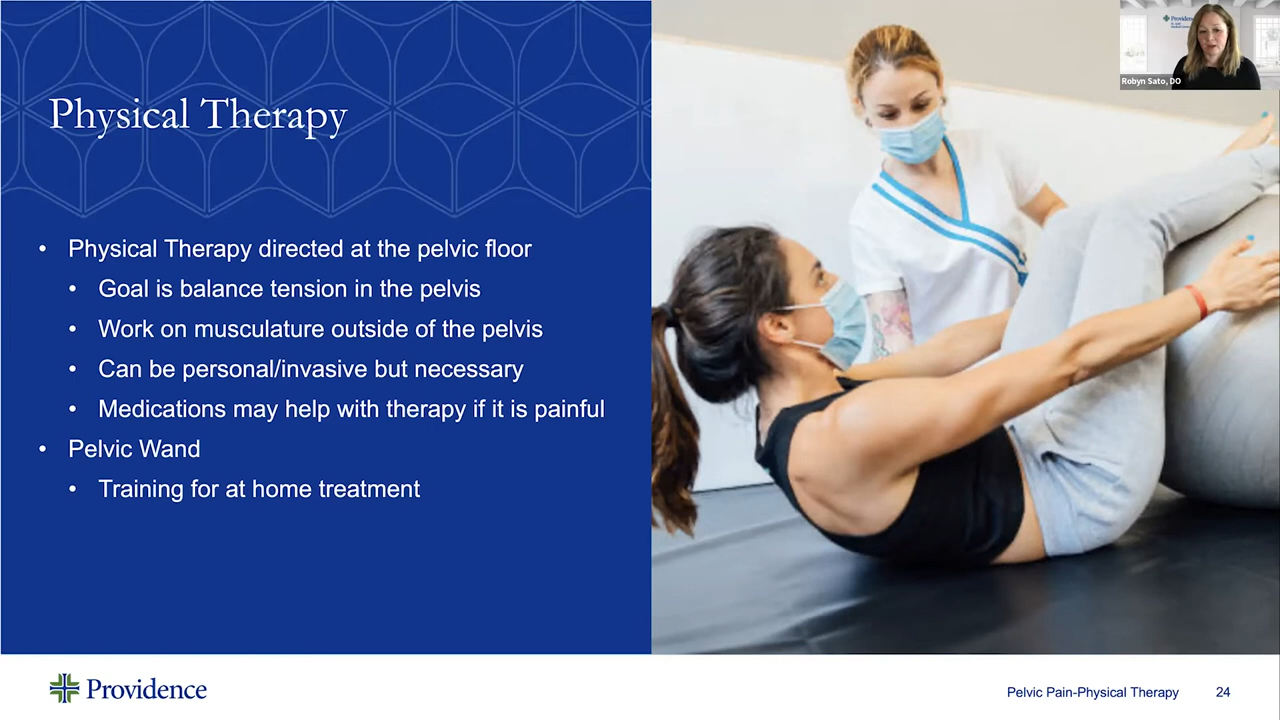 Physical Therapy
• Physical Therapy directed at the pelvic floor
• Goal is balance tension in the pelvis
• Work on musculature outside of the pelvis
• Can be personal/invasive but necessary
• Medications may help with therapy if it is painful
• Pelvic Wand
• Training for at home treatment
Providence
Robyn Sato, DO
Providence
Pelvic Pain-Physical Therapy
24